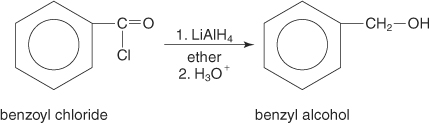 C=O
Cl
1. LiAlH₄
ether
2. H₃O⁺
CH₂—OH
benzoyl chloride
benzyl alcohol